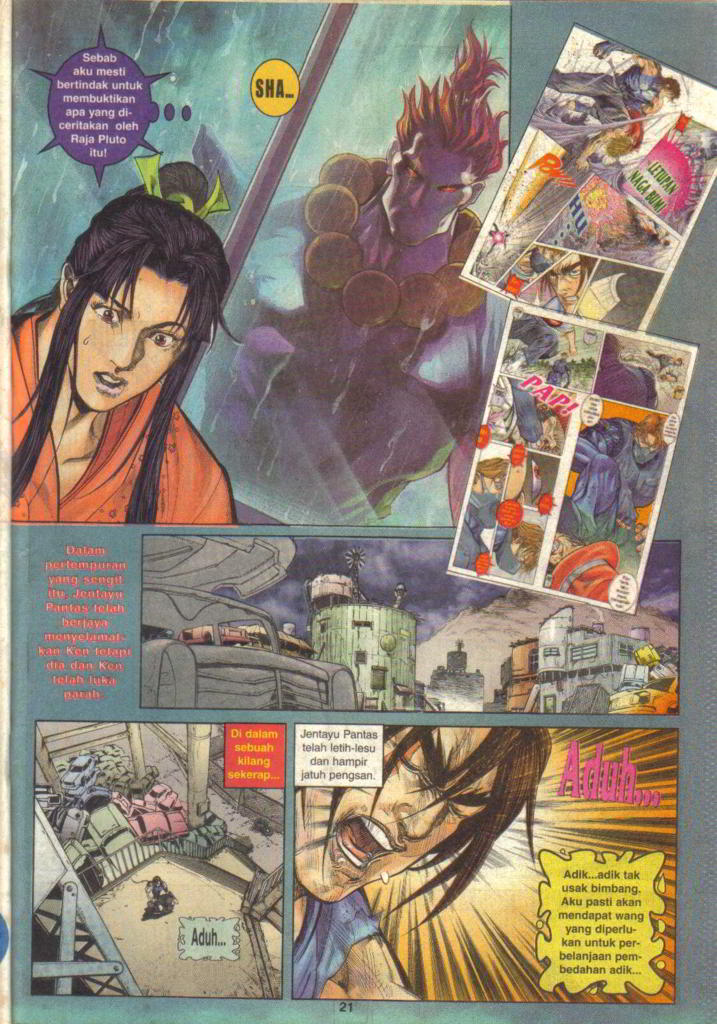 Sebab
aku mesti
bertindak untuk
membuktikan
apa yang di-
ceritakan oleh
Raja Pluto
itu!
SHA...
LETUPAN
NAGA BUMI
PAP!
Dalam
pertempuran
yang sengit
itu, Jentayu
Pantas telah
berjaya
menyelamat-
kan Ken tetapi
dia dan Ken
telah luka
parah.
Di dalam
sebuah
kilang
sekerap...
Aduh...
Jentayu Pantas
telah letih-lesu
dan hampir
jatuh pengsan.
Aduh...
Adik...adik tak
usak bimbang.
Aku pasti akan
mendapat wang
yang diperlu-
kan untuk per-
belanjaan pem-
bedahan adik...
21